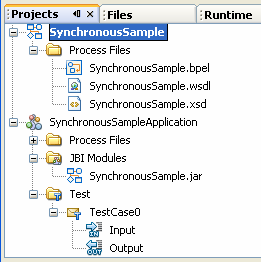 Projects Files Runtime
SynchronousSample
Process Files
SynchronousSample.bpel
SynchronousSample.wsdl
SynchronousSample.xsd
SynchronousSampleApplication
Process Files
JBI Modules
SynchronousSample.jar
Test
TestCase0
Input
Output